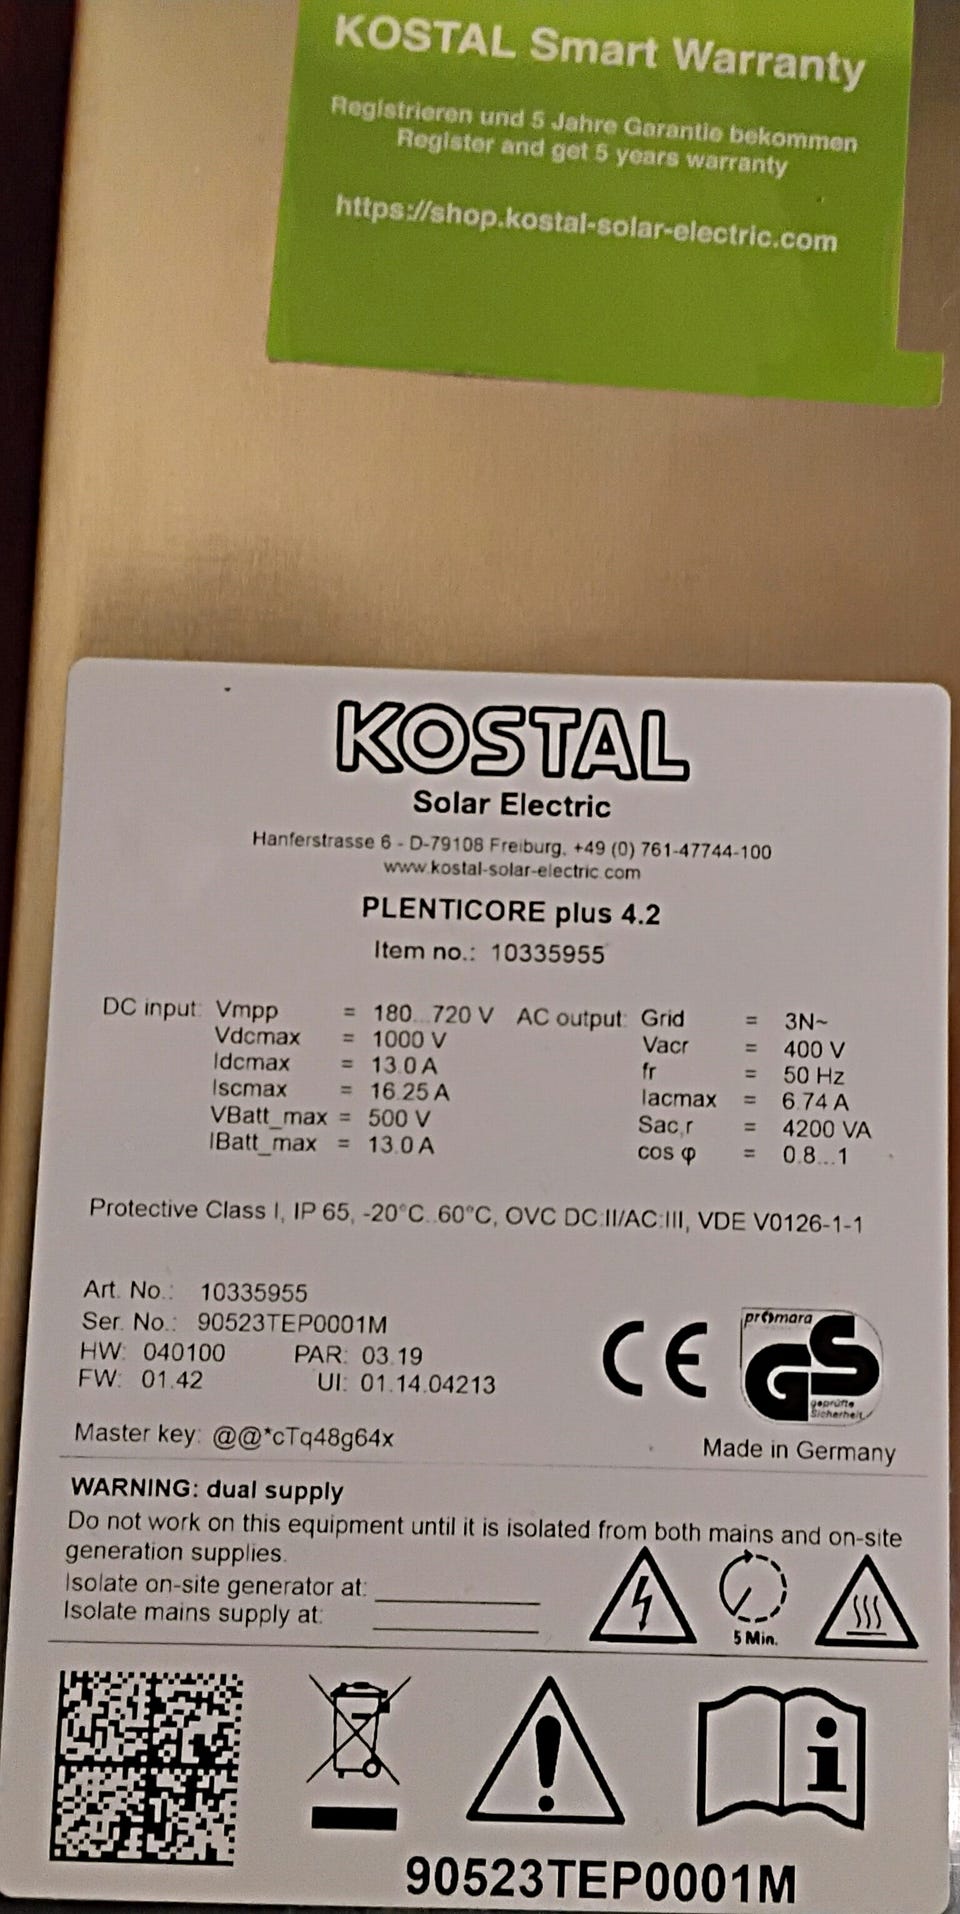 KOSTAL Smart Warranty
Registrieren und 5 Jahre Garantie bekommen
Register and get 5 years warranty
https://shop.kostal-solar-electric.com
KOSTAL
Solar Electric
Hanferstrasse 6 - D-79108 Freiburg, +49 (0) 761-47744-100
www.kostal-solar-electric.com
PLENTICORE plus 4.2
Item no.: 10335955
DC input: Vmpp = 180...720 V AC output: Grid = 3N~
Vdcmax = 1000 V Vacr = 400 V
Idcmax = 13.0 A fr = 50 Hz
Iscmax = 16.25 A Iacmax = 6.74 A
VBatt_max = 500 V Sac,r = 4200 VA
IBatt_max = 13.0 A cos φ = 0.8...1
Protective Class I, IP 65, -20°C..60°C, OVC DC:II/AC:III, VDE V0126-1-1
Art. No.: 10335955
Ser. No.: 90523TEP0001M
HW: 040100 PAR: 03.19
FW: 01.42 UI: 01.14.04213
Master key: @@*cTq48g64x
CE
primara
GS
geprüfte
Sicherheit
Made in Germany
WARNING: dual supply
Do not work on this equipment until it is isolated from both mains and on-site
generation supplies.
Isolate on-site generator at:
Isolate mains supply at:
5 Min.
90523TEP0001M